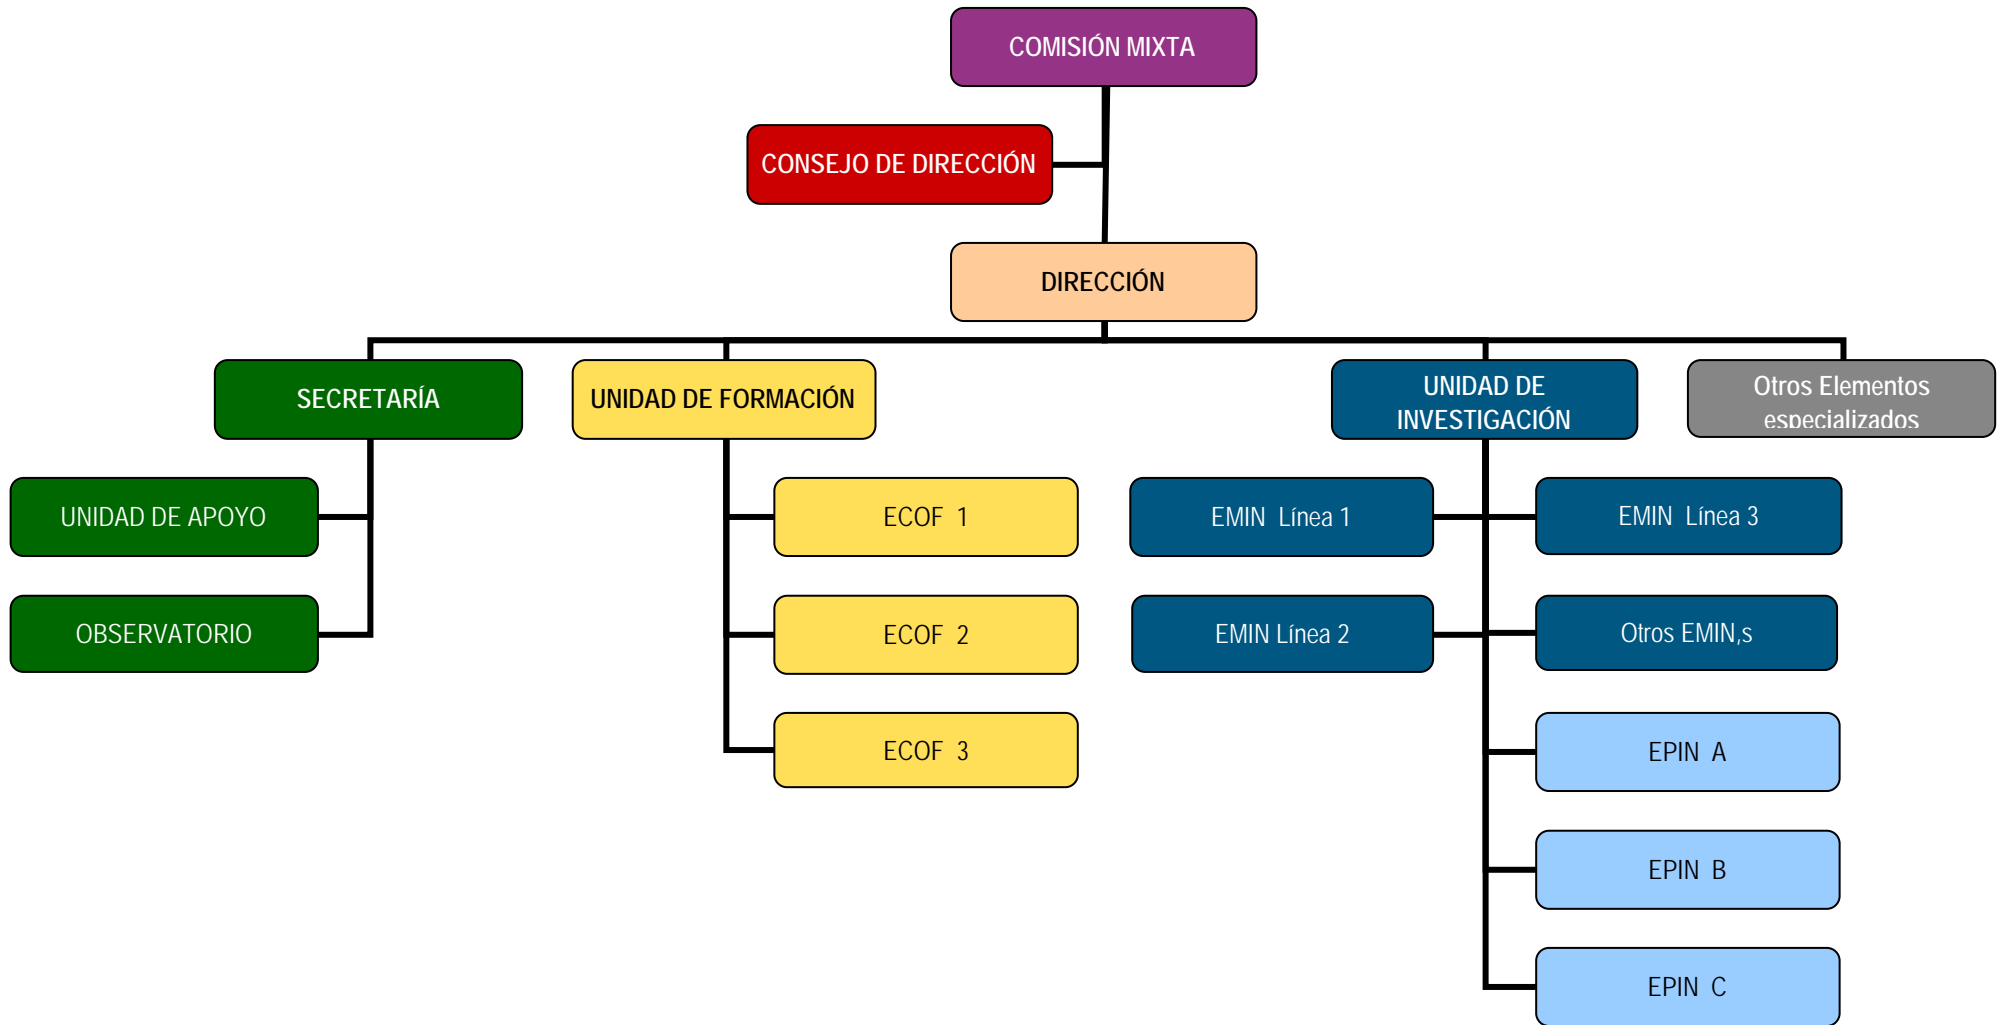 COMISIÓN MIXTA
CONSEJO DE DIRECCIÓN
DIRECCIÓN
SECRETARÍA
UNIDAD DE FORMACIÓN
UNIDAD DE
INVESTIGACIÓN
Otros Elementos
especializados
UNIDAD DE APOYO
ECOF 1
EMIN Línea 1
EMIN Línea 3
OBSERVATORIO
ECOF 2
EMIN Línea 2
Otros EMIN,s
ECOF 3
EPIN A
EPIN B
EPIN C